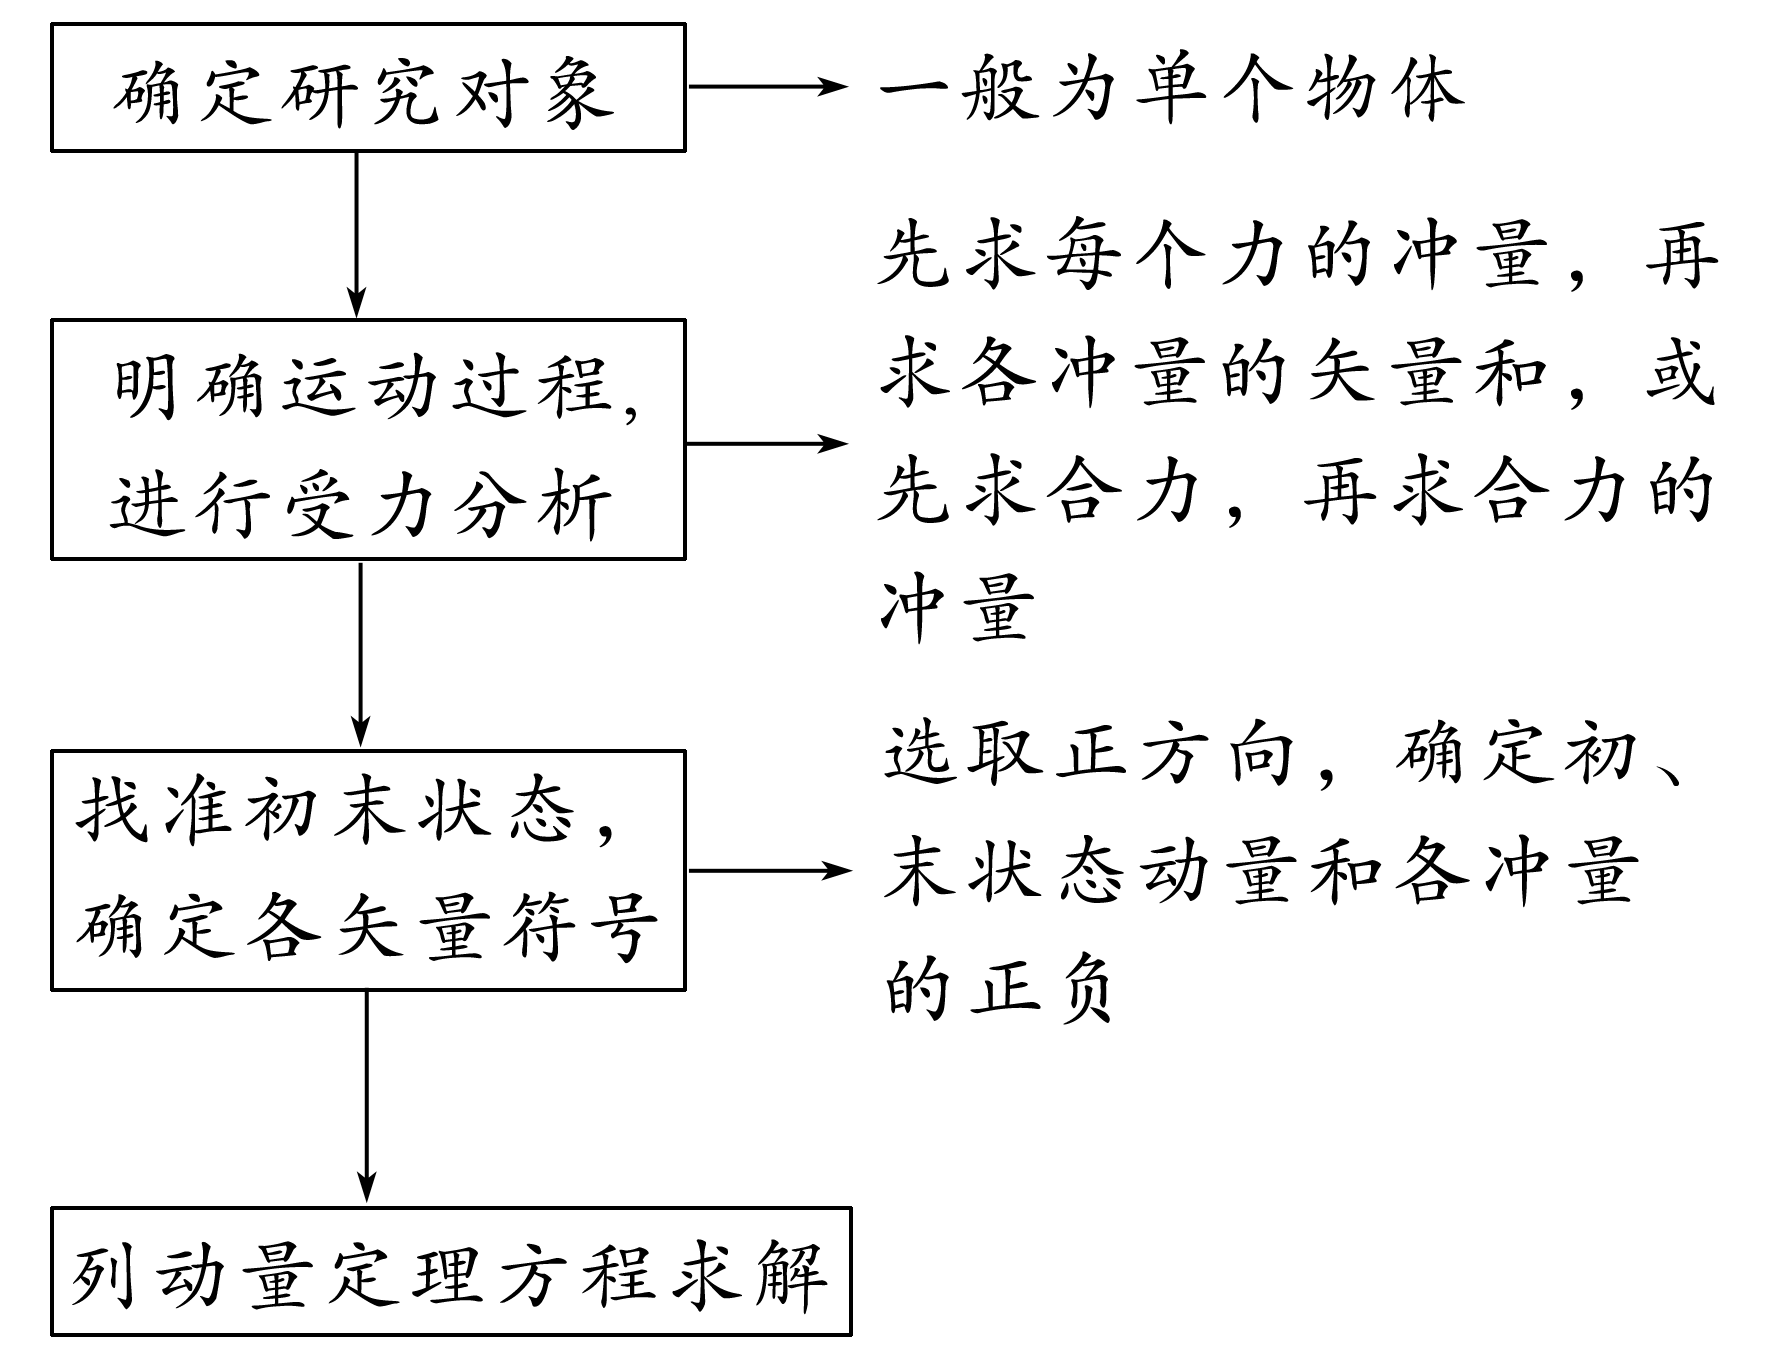 确定研究对象
一般为单个物体
明确运动过程,
进行受力分析
先求每个力的冲量，再
求各冲量的矢量和，或
先求合力，再求合力的
冲量
找准初末状态，
确定各矢量符号
选取正方向，确定初、
末状态动量和各冲量
的正负
列动量定理方程求解